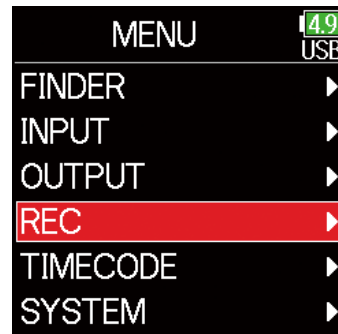 MENU
4.9
USB
FINDER
INPUT
OUTPUT
REC
TIMECODE
SYSTEM